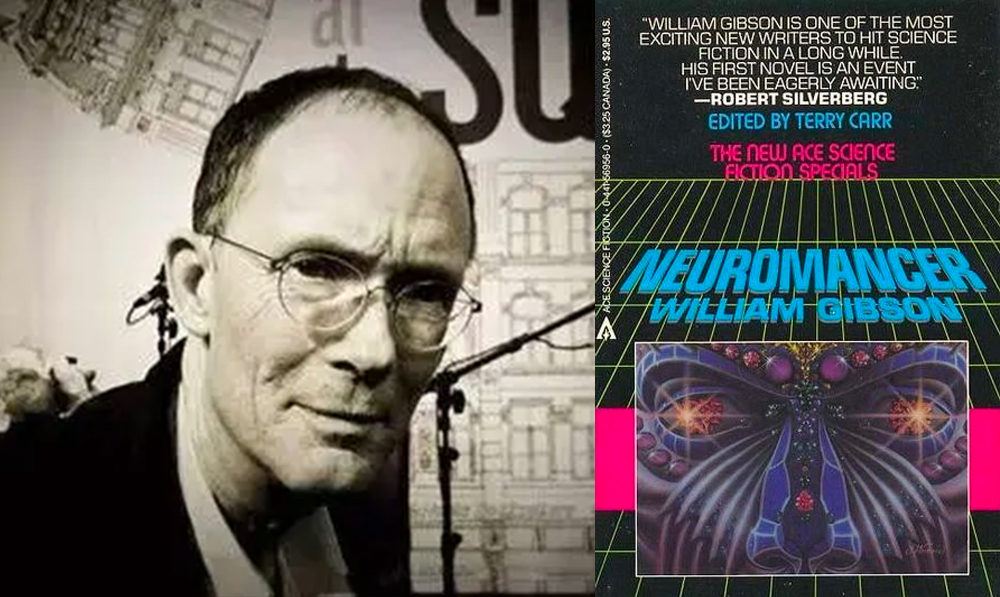 at
SQ
"WILLIAM GIBSON IS ONE OF THE MOST
EXCITING NEW WRITERS TO HIT SCIENCE
FICTION IN A LONG WHILE.
HIS FIRST NOVEL IS AN EVENT
I'VE BEEN EAGERLY AWAITING."
—ROBERT SILVERBERG
EDITED BY TERRY CARR
THE NEW ACE SCIENCE
FICTION SPECIALS
ACE SCIENCE FICTION • 0-441-56956-0 • ($3.25 CANADA) • $2.95 U.S.
NEUROMANCER
WILLIAM GIBSON